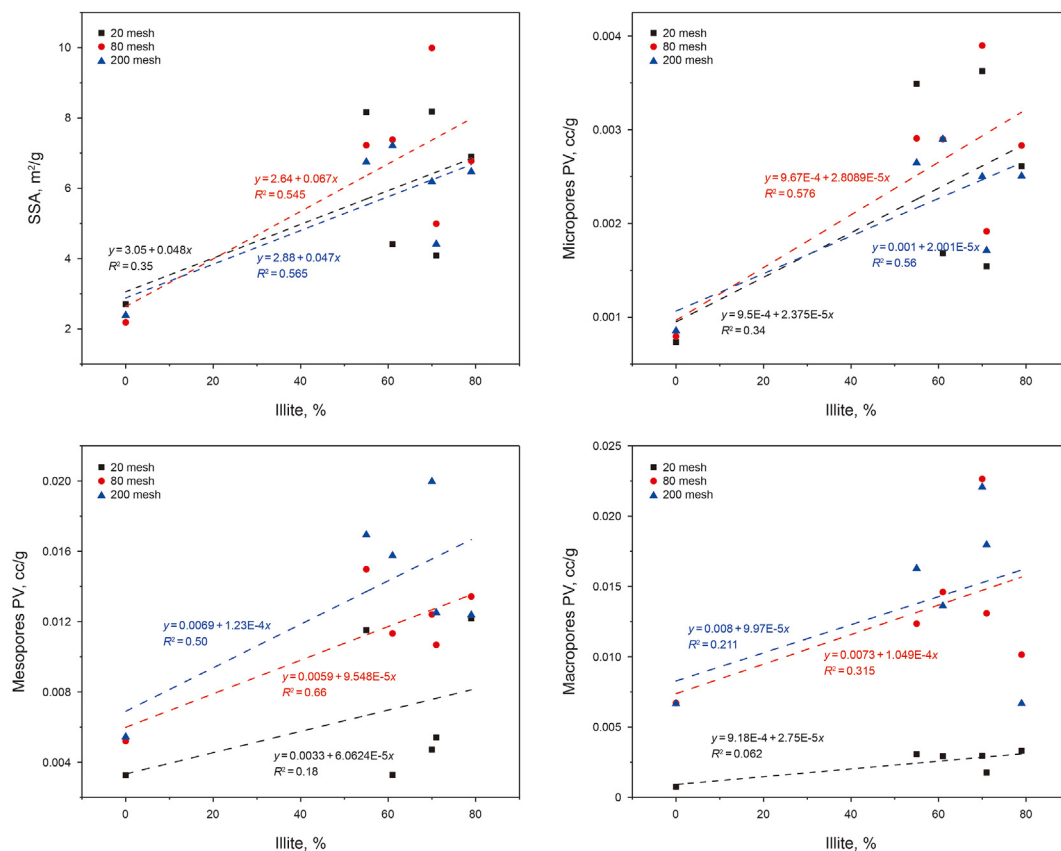 20 mesh
80 mesh
200 mesh
10
8
6
4
2
SSA, m²/g
y = 2.64 + 0.067x
R² = 0.545
y = 3.05 + 0.048x
R² = 0.35
y = 2.88 + 0.047x
R² = 0.565
0 20 40 60 80
Illite, %
20 mesh
80 mesh
200 mesh
0.004
0.003
0.002
0.001
Micropores PV, cc/g
y = 9.67E-4 + 2.8089E-5x
R² = 0.576
y = 0.001 + 2.001E-5x
R² = 0.56
y = 9.5E-4 + 2.375E-5x
R² = 0.34
0 20 40 60 80
Illite, %
20 mesh
80 mesh
200 mesh
0.020
0.016
0.012
0.008
0.004
Mesopores PV, cc/g
y = 0.0069 + 1.23E-4x
R² = 0.50
y = 0.0059 + 9.548E-5x
R² = 0.66
y = 0.0033 + 6.0624E-5x
R² = 0.18
0 20 40 60 80
Illite, %
20 mesh
80 mesh
200 mesh
0.025
0.020
0.015
0.010
0.005
0
Macropores PV, cc/g
y = 0.008 + 9.97E-5x
R² = 0.211
y = 0.0073 + 1.049E-4x
R² = 0.315
y = 9.18E-4 + 2.75E-5x
R² = 0.062
0 20 40 60 80
Illite, %